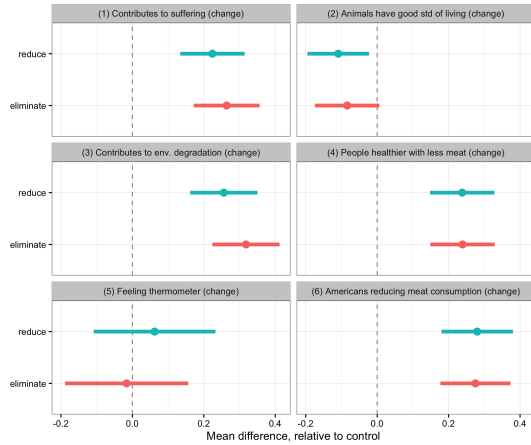 (1) Contributes to suffering (change) (2) Animals have good std of living (change)
reduce
eliminate
(3) Contributes to env. degradation (change) (4) People healthier with less meat (change)
reduce
eliminate
(5) Feeling thermometer (change) (6) Americans reducing meat consumption (change)
reduce
eliminate
-0.2 0.0 0.2 0.4 -0.2 0.0 0.2 0.4
Mean difference, relative to control